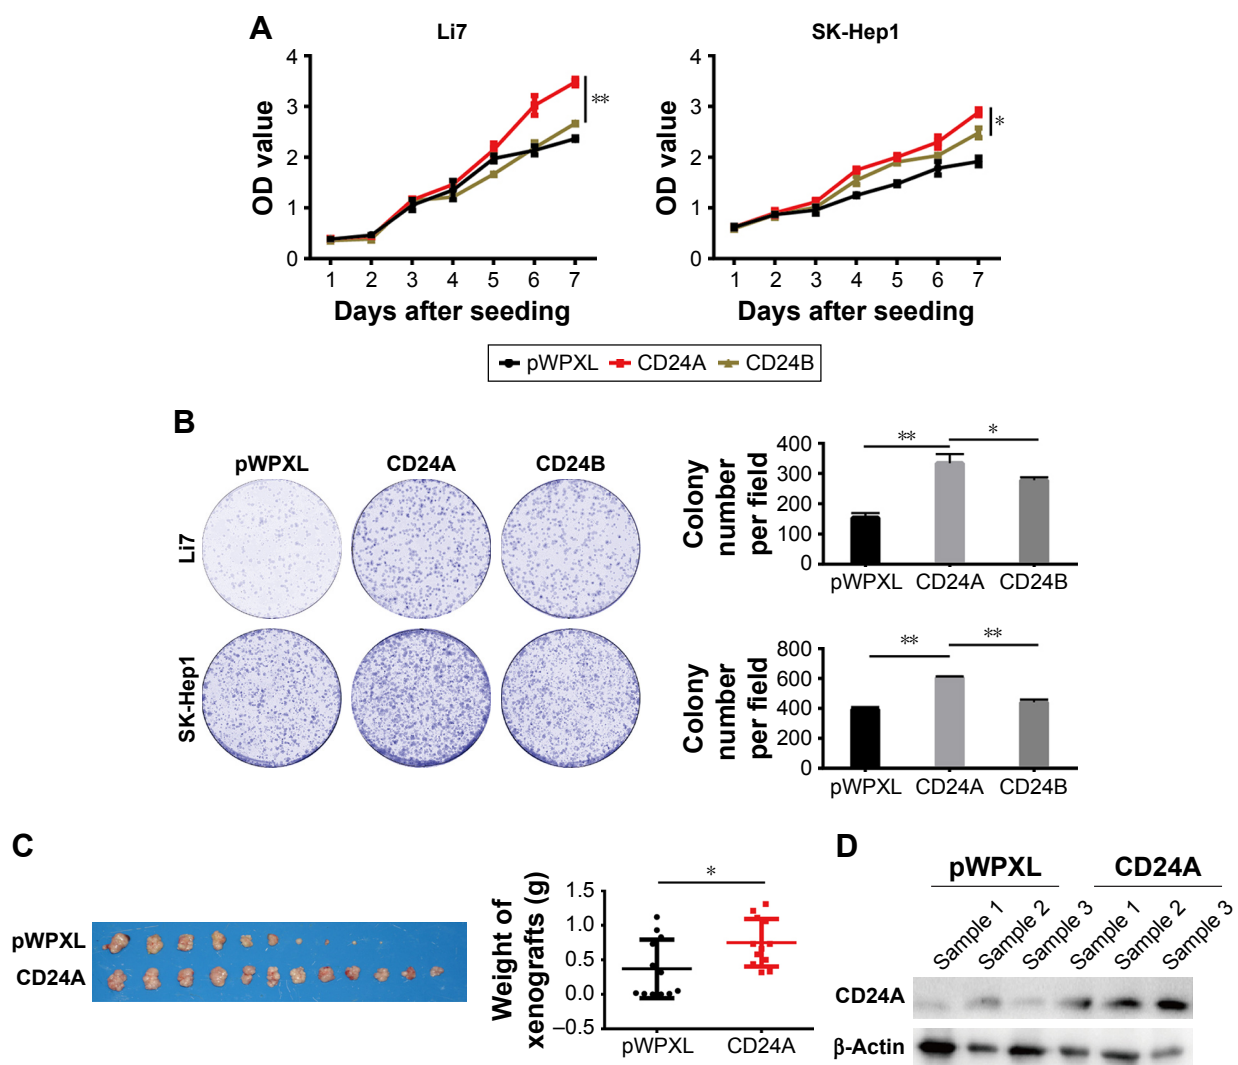 A
Li7
SK-Hep1
4
3
2
1
0
OD value
**
1 2 3 4 5 6 7
Days after seeding
4
3
2
1
0
OD value
*
1 2 3 4 5 6 7
Days after seeding
pWPXL CD24A CD24B
B
pWPXL CD24A CD24B
Li7
SK-Hep1
Colony
number
per field
400
300
200
100
0
** *
pWPXL CD24A CD24B
Colony
number
per field
800
600
400
200
0
** **
pWPXL CD24A CD24B
C
pWPXL
CD24A
Weight of
xenografts (g)
1.5
1.0
0.5
0.0
–0.5
*
pWPXL CD24A
D
pWPXL CD24A
Sample 1 Sample 2 Sample 3 Sample 1 Sample 2 Sample 3
CD24A
β-Actin